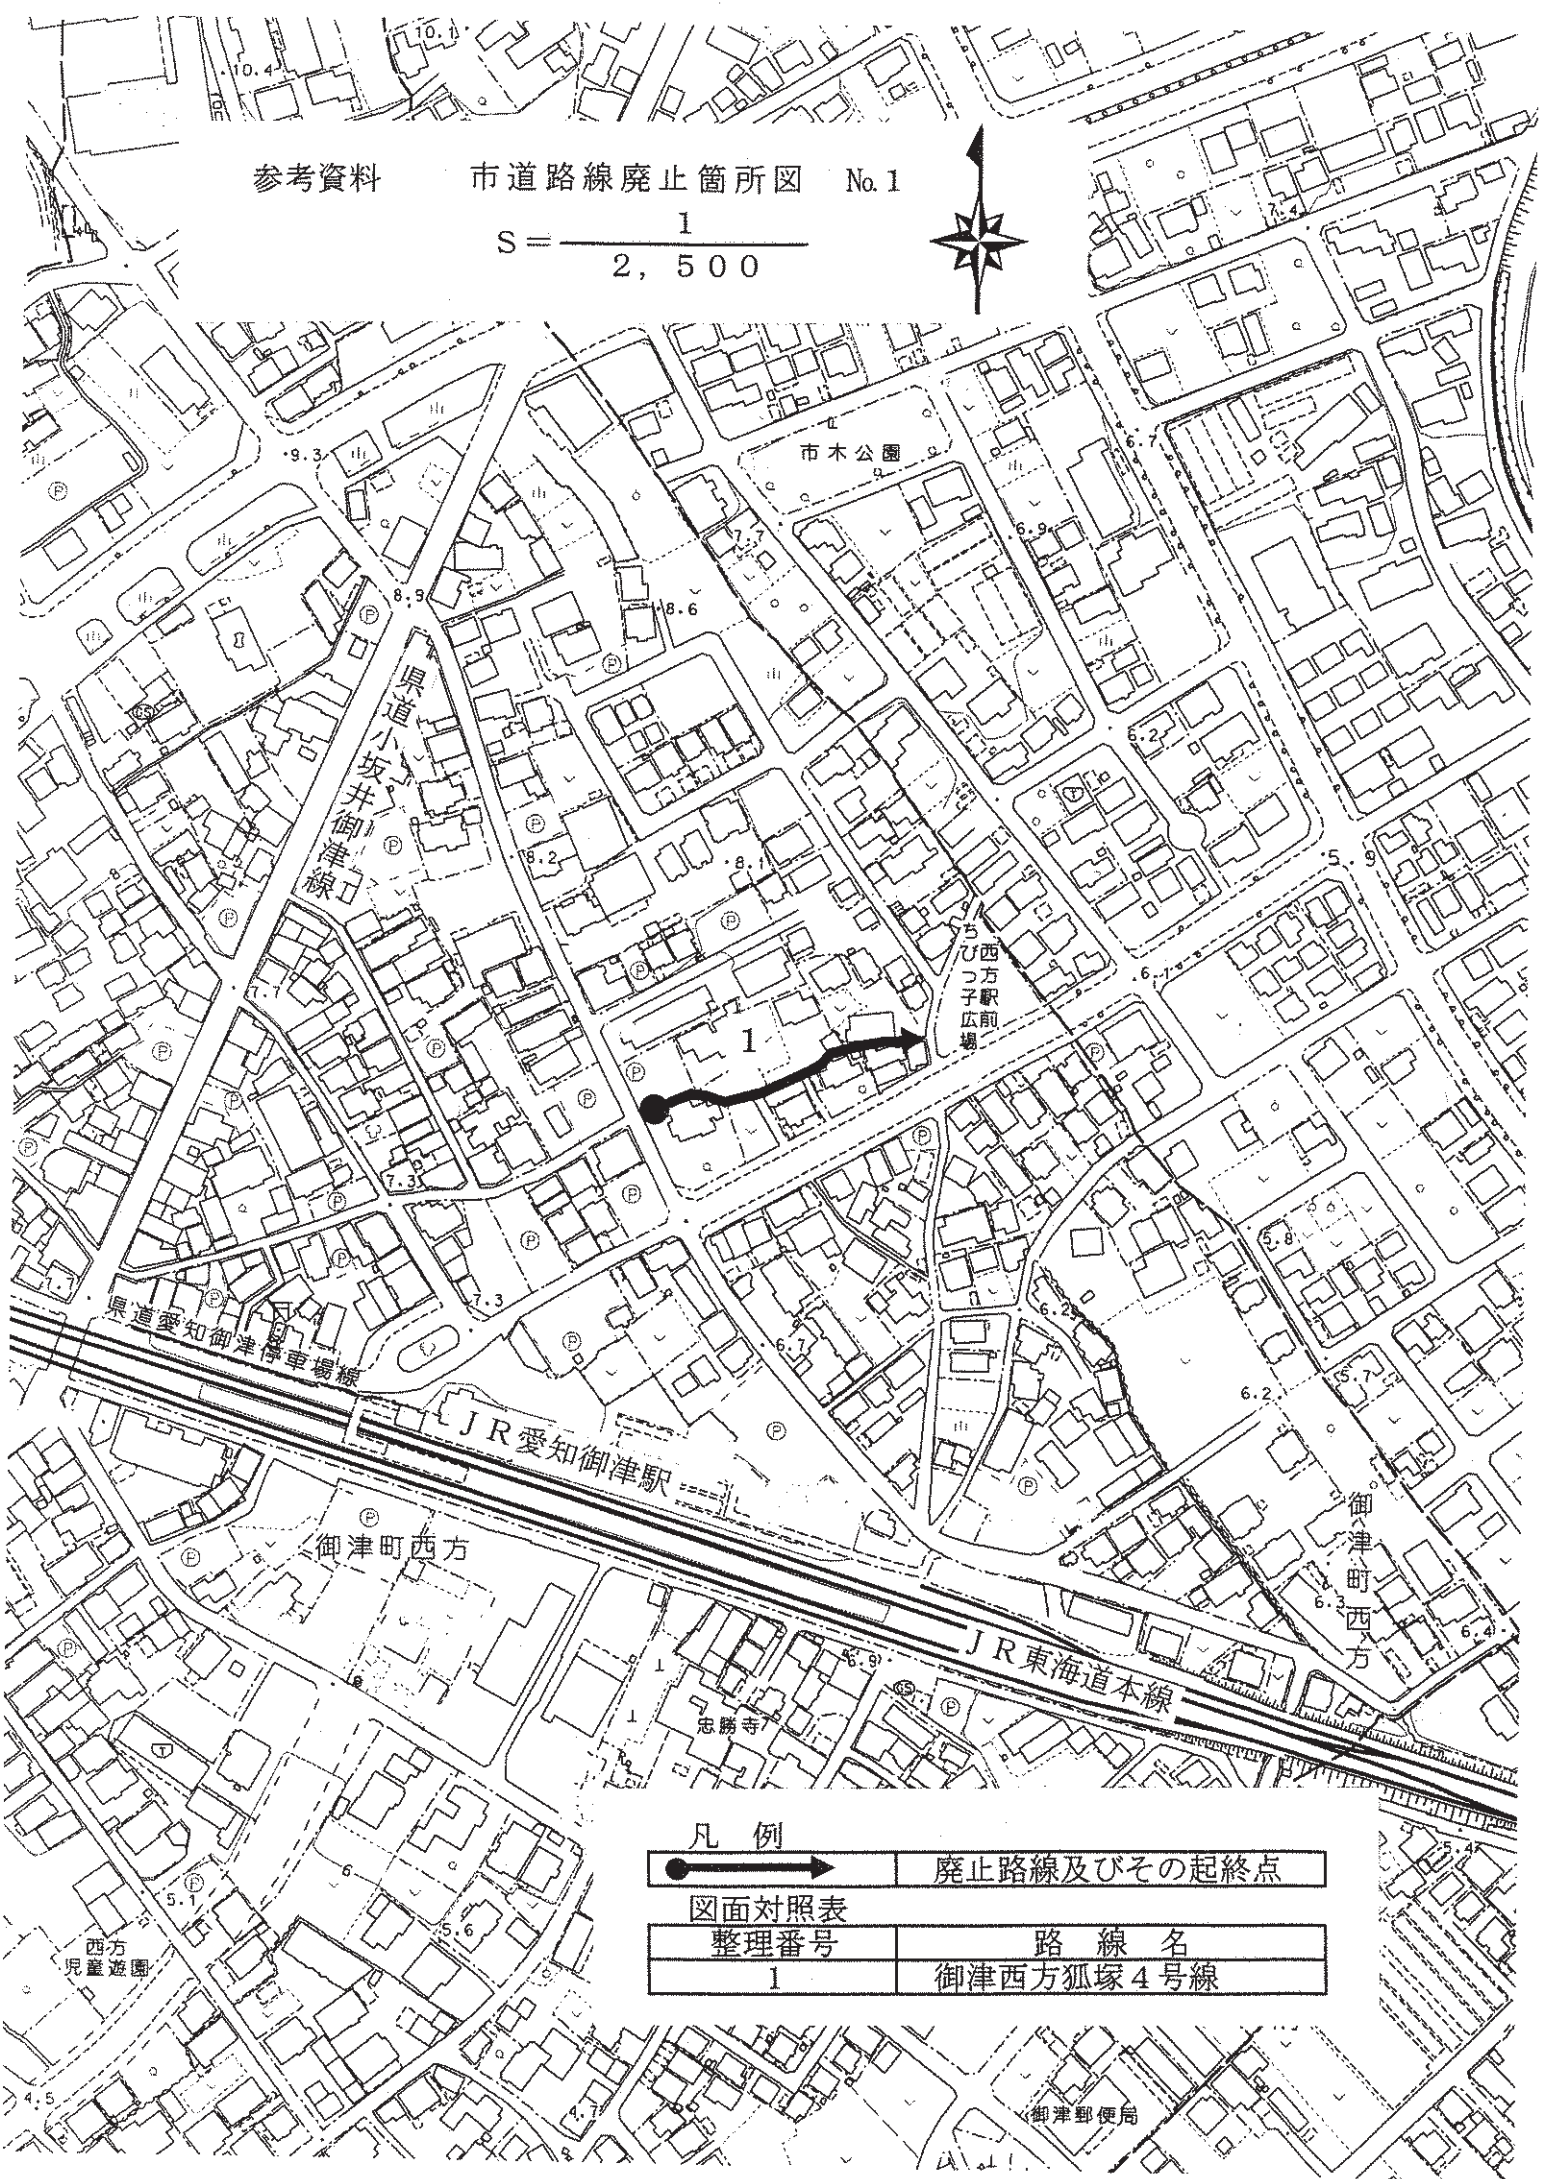 10.1
10.4
参考資料 市道路線廃止箇所図 No.1
S=1/2,500
7.4
9.3
市木公園
6.7
7.7
6.9
8.9
8.6
県道小坂井御津線
6.2
8.2
8.1
5.9
ちびっ子広場
西方駅前
6.1
7.7
1
7.3
5.8
7.7
7.3
6.2
県道愛知御津停車場線
6.7
5.7
6.2
JR愛知御津駅
御津町西方
御津町西方
6.3
6.4
JR東海道本線
6.9
忠勝寺
凡 例
廃止路線及びその起終点
図面対照表
整理番号 路 線 名
1 御津西方狐塚4号線
5.4
6
5.1
5.6
西方
児童遊園
4.5
4.7
御津郵便局